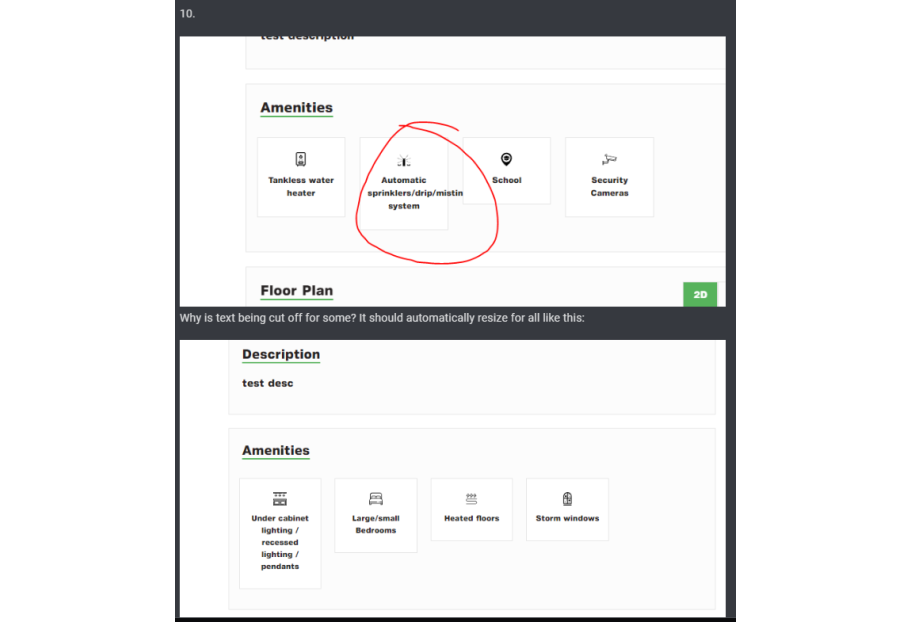 10.
test description
Amenities
Tankless water
heater
Automatic
sprinklers/drip/mistin
system
School
Security
Cameras
Floor Plan
2D
Why is text being cut off for some? It should automatically resize for all like this:
Description
test desc
Amenities
Under cabinet
lighting /
recessed
lighting /
pendants
Large/small
Bedrooms
Heated floors
Storm windows